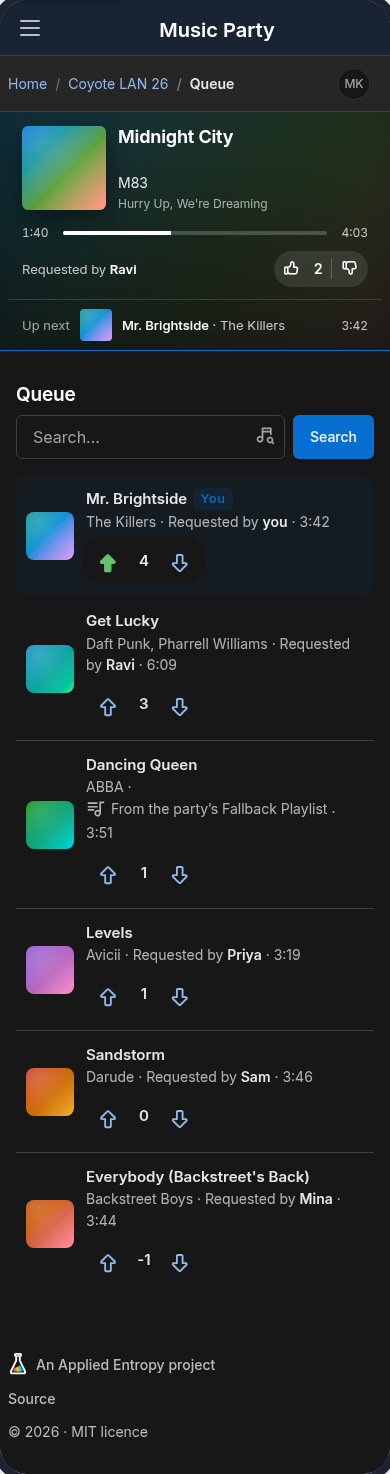 Music Party
Home / Coyote LAN 26 / Queue
MK
Midnight City
M83
Hurry Up, We're Dreaming
1:40
4:03
Requested by Ravi
2
Up next
Mr. Brightside · The Killers
3:42
Queue
Search...
Search
Mr. Brightside You
The Killers · Requested by you · 3:42
4
Get Lucky
Daft Punk, Pharrell Williams · Requested
by Ravi · 6:09
3
Dancing Queen
ABBA ·
From the party’s Fallback Playlist .
3:51
1
Levels
Avicii · Requested by Priya · 3:19
1
Sandstorm
Darude · Requested by Sam · 3:46
0
Everybody (Backstreet's Back)
Backstreet Boys · Requested by Mina ·
3:44
-1
An Applied Entropy project
Source
© 2026 · MIT licence